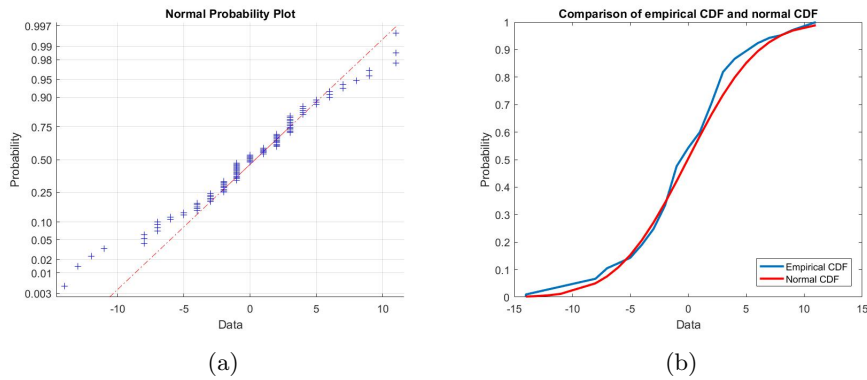 Normal Probability Plot
0.997
0.99
0.98
0.95
0.90
0.75
0.50
0.25
0.10
0.05
0.02
0.01
0.003
Probability
-10 -5 0 5 10
Data
(a)
Comparison of empirical CDF and normal CDF
1
0.9
0.8
0.7
0.6
0.5
0.4
0.3
0.2
0.1
0
Probability
-15 -10 -5 0 5 10 15
Data
Empirical CDF
Normal CDF
(b)